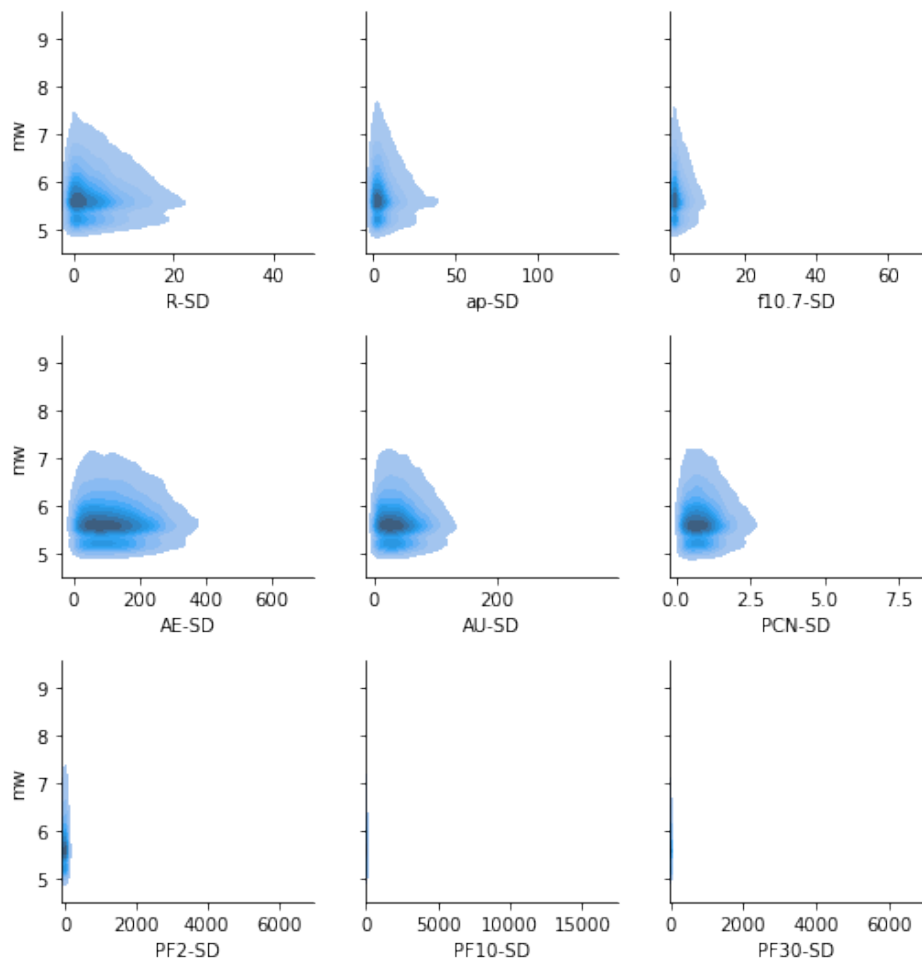 9
8
7
6
5
mw
0 20 40
R-SD
0 50 100
ap-SD
0 20 40 60
f10.7-SD
9
8
7
6
5
mw
0 200 400 600
AE-SD
0 200
AU-SD
0.0 2.5 5.0 7.5
PCN-SD
9
8
7
6
5
mw
0 2000 4000 6000
PF2-SD
0 5000 10000 15000
PF10-SD
0 2000 4000 6000
PF30-SD